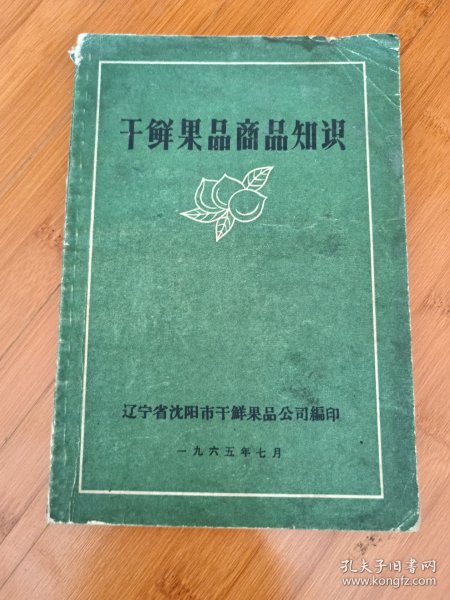 干鲜果品商品知识
辽宁省沈阳市干鲜果品公司編印
一九六五年七月
孔夫子旧书网
www.kongfz.com